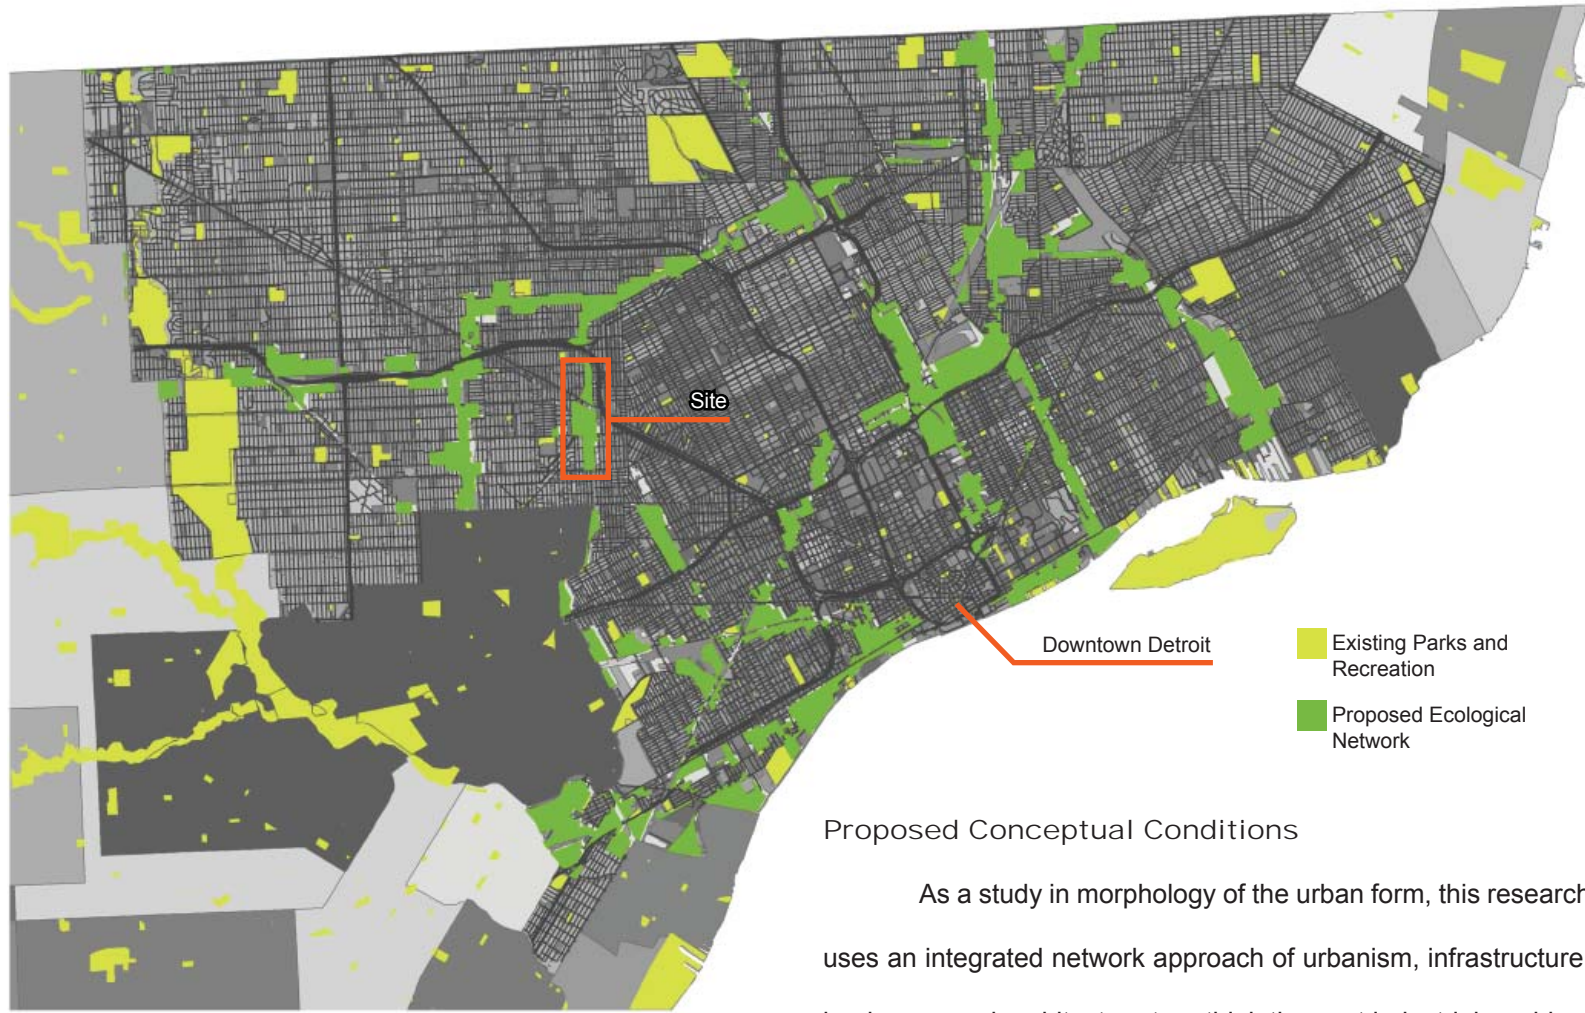 Site
Downtown Detroit
Existing Parks and
Recreation
Proposed Ecological
Network
Proposed Conceptual Conditions
As a study in morphology of the urban form, this research
uses an integrated network approach of urbanism, infrastructure